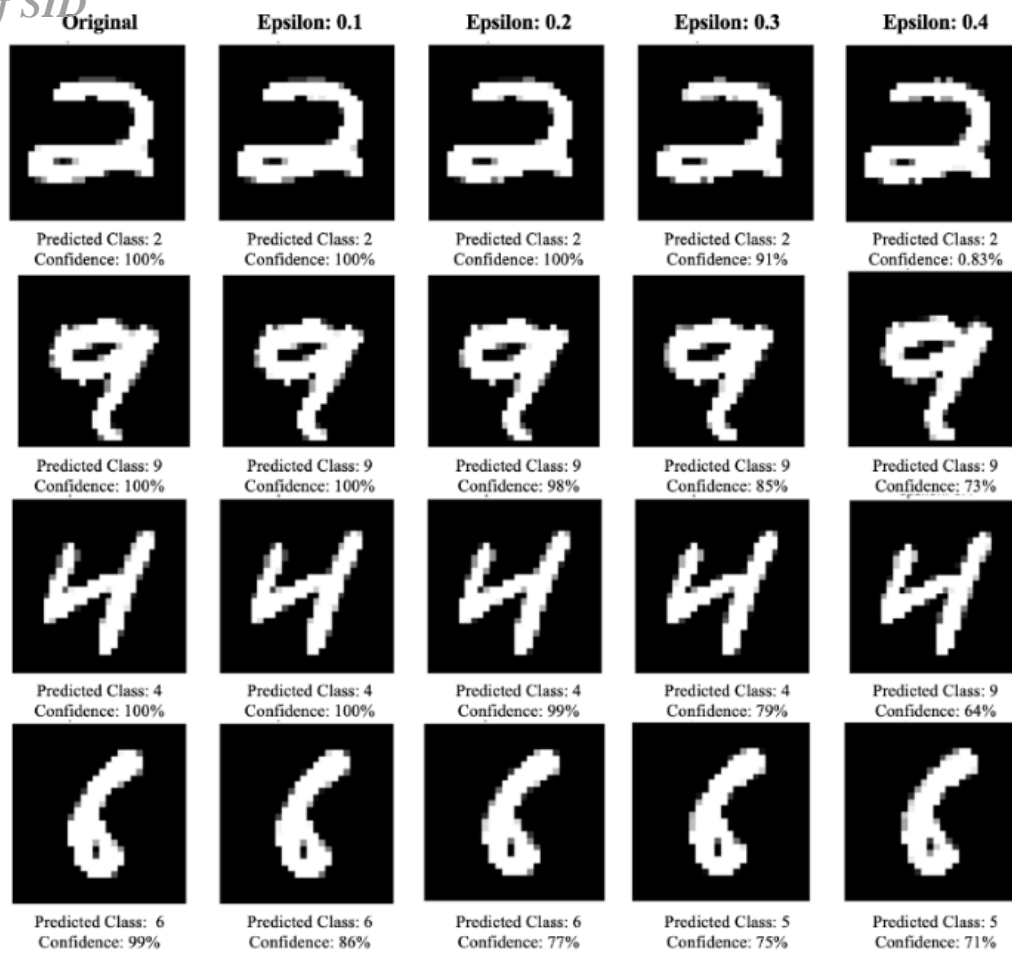 f SID
Original Epsilon: 0.1 Epsilon: 0.2 Epsilon: 0.3 Epsilon: 0.4
Predicted Class: 2 Predicted Class: 2 Predicted Class: 2 Predicted Class: 2 Predicted Class: 2
Confidence: 100% Confidence: 100% Confidence: 100% Confidence: 91% Confidence: 0.83%
Predicted Class: 9 Predicted Class: 9 Predicted Class: 9 Predicted Class: 9 Predicted Class: 9
Confidence: 100% Confidence: 100% Confidence: 98% Confidence: 85% Confidence: 73%
Predicted Class: 4 Predicted Class: 4 Predicted Class: 4 Predicted Class: 4 Predicted Class: 9
Confidence: 100% Confidence: 100% Confidence: 99% Confidence: 79% Confidence: 64%
Predicted Class: 6 Predicted Class: 6 Predicted Class: 6 Predicted Class: 5 Predicted Class: 5
Confidence: 99% Confidence: 86% Confidence: 77% Confidence: 75% Confidence: 71%